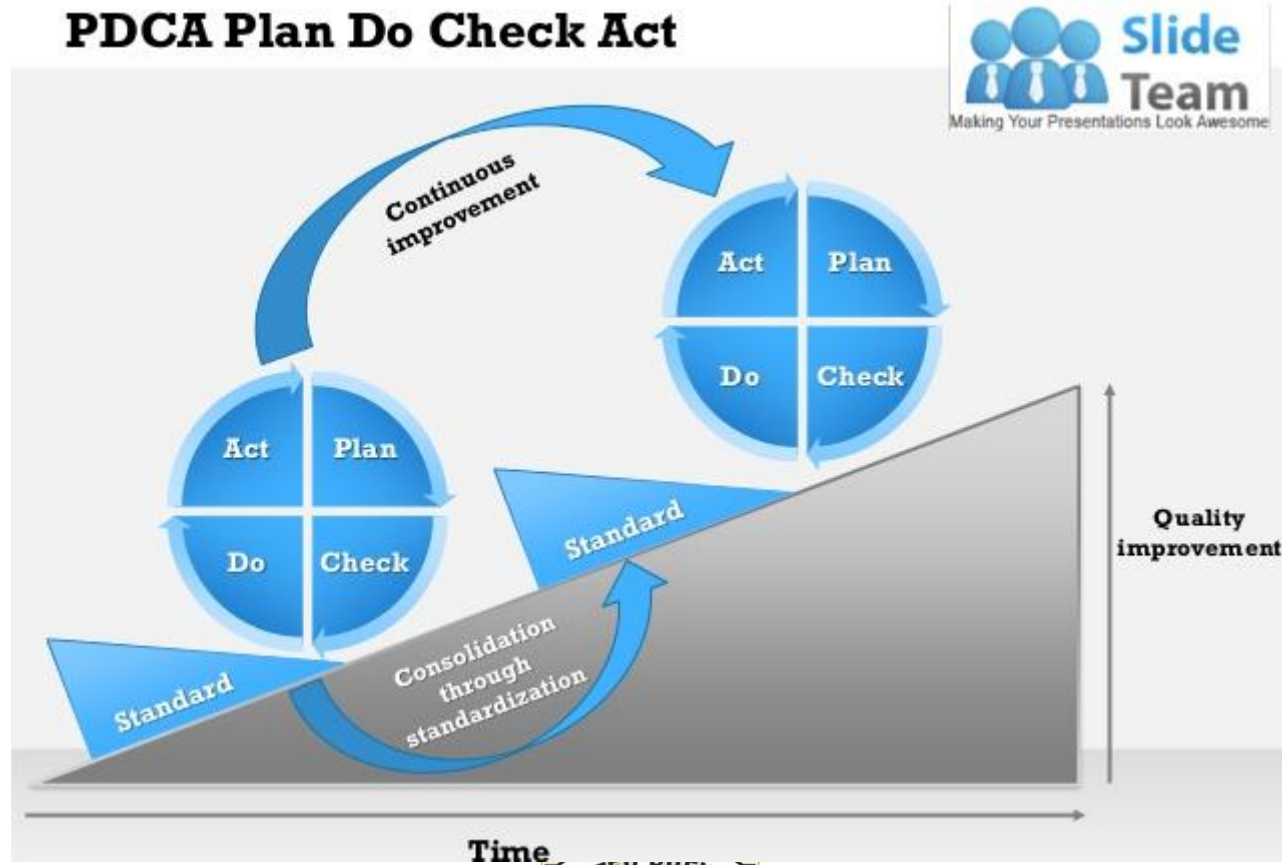 PDCA Plan Do Check Act
Slide
Team
Making Your Presentations Look Awesome
Continuous
improvement
Act
Plan
Do
Check
Act
Plan
Do
Check
Standard
Standard
Consolidation
through
standardization
Quality
improvement
Time